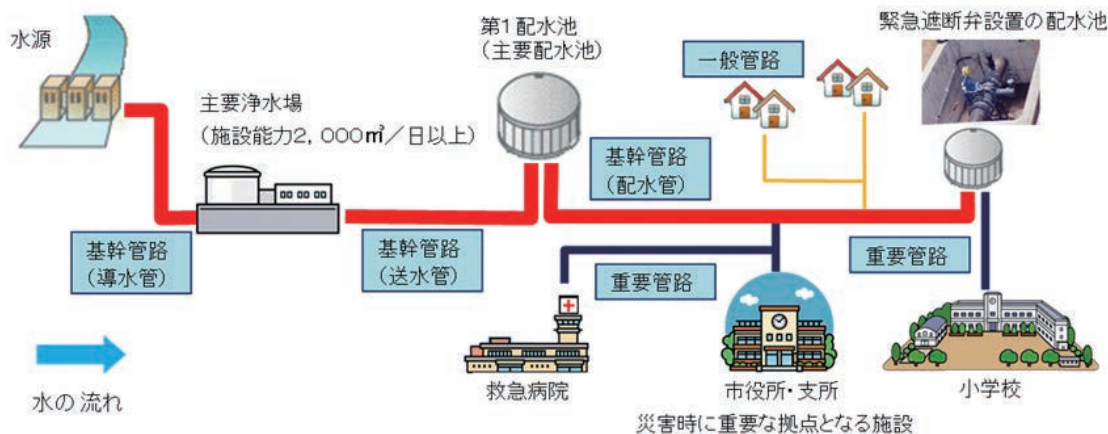 水源
主要浄水場
（施設能力2，000㎥／日以上）
第1配水池
（主要配水池）
一般管路
緊急遮断弁設置の配水池
基幹管路
（導水管）
基幹管路
（送水管）
基幹管路
（配水管）
重要管路
重要管路
水の流れ
救急病院
市役所・支所
小学校
災害時に重要な拠点となる施設